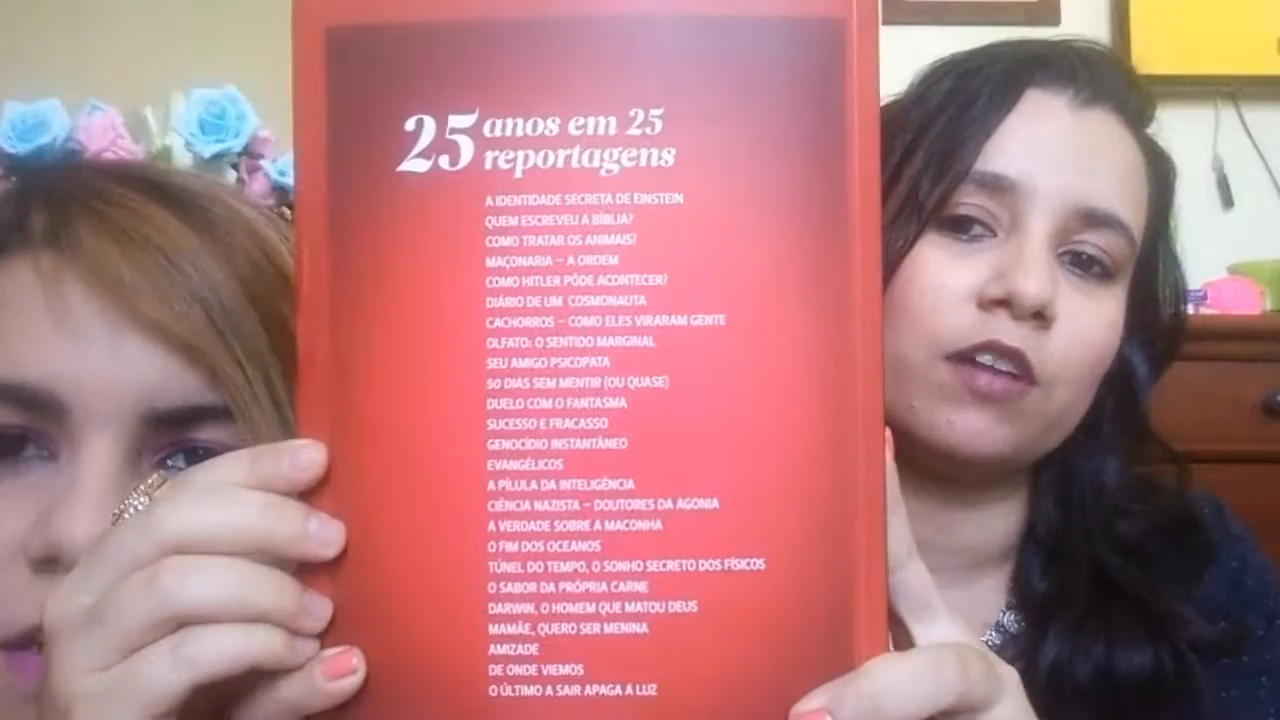 25 anos em 25
reportagens
A IDENTIDADE SECRETA DE EINSTEIN
QUEM ESCREVEU A BÍBLIA?
COMO TRATAR OS ANIMAIS?
MAÇONARIA – A ORDEM
COMO HITLER PÔDE ACONTECER?
DIÁRIO DE UM COSMONAUTA
CACHORROS – COMO ELES VIRARAM GENTE
OLFATO: O SENTIDO MARGINAL
SEU AMIGO PSICOPATA
50 DIAS SEM MENTIR (OU QUASE)
DUELO COM O FANTASMA
SUCESSO E FRACASSO
GENOCÍDIO INSTANTÂNEO
EVANGÉLICOS
A PÍLULA DA INTELIGÊNCIA
CIÊNCIA NAZISTA – DOUTORES DA AGONIA
A VERDADE SOBRE A MACONHA
O FIM DOS OCEANOS
TÚNEL DO TEMPO, O SONHO SECRETO DOS FÍSICOS
O SABOR DA PRÓPRIA CARNE
DARWIN, O HOMEM QUE MATOU DEUS
MAMÃE, QUERO SER MENINA
AMIZADE
DE ONDE VIEMOS
O ÚLTIMO A SAIR APAGA A LUZ